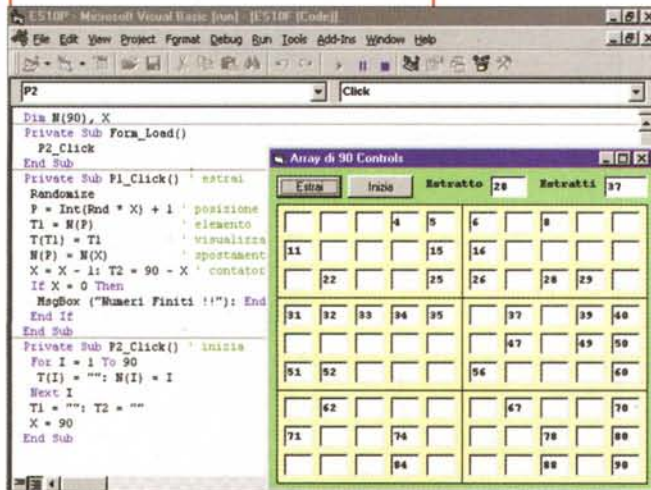 ES10P - Microsoft Visual Basic [run] - [ES10F (Code)]
File Edit View Project Format Debug Run Tools Add-Ins Window Help
P2 Click
Dim N(90), X
Private Sub Form_Load()
P2_Click
End Sub
Private Sub P1_Click() ' estrai
Randomize
P = Int(Rnd * X) + 1 ' posizione
T1 = N(P) ' elemento
T(T1) = T1 ' visualizza
N(P) = N(X) ' spostament
X = X - 1: T2 = 90 - X ' contator
If X = 0 Then
MsgBox ("Numeri Finiti !!"): End
End If
End Sub
Private Sub P2_Click() ' inizia
For I = 1 To 90
T(I) = "": N(I) = I
Next I
T1 = "": T2 = ""
X = 90
End Sub
Array di 90 Controls
Estrai Inizia Estratto 28 Estratti 37
4 5 6 8
11 15 16
22 25 26 28 29
31 32 33 34 35 37 39 40
47 49 50
51 52 56 60
62 67 70
71 74 78 80
84 88 90